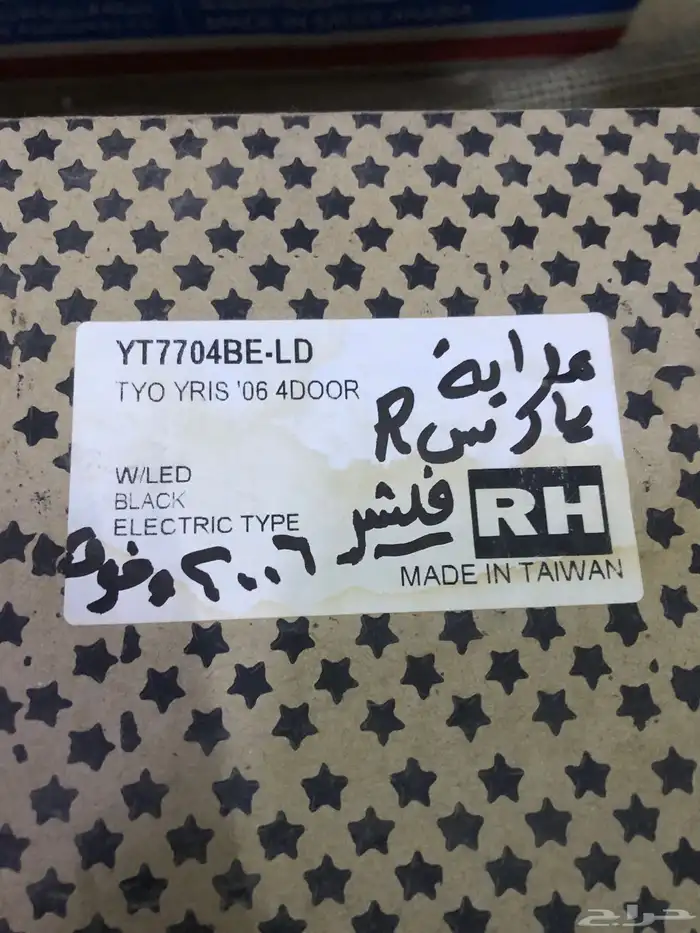 YT7704BE-LD
TYO YRIS '06 4DOOR
مرابة
يارس R
W/LED
BLACK
ELECTRIC TYPE
فلشر
RH
٢٠٠٦ وفوق
MADE IN TAIWAN
حراج